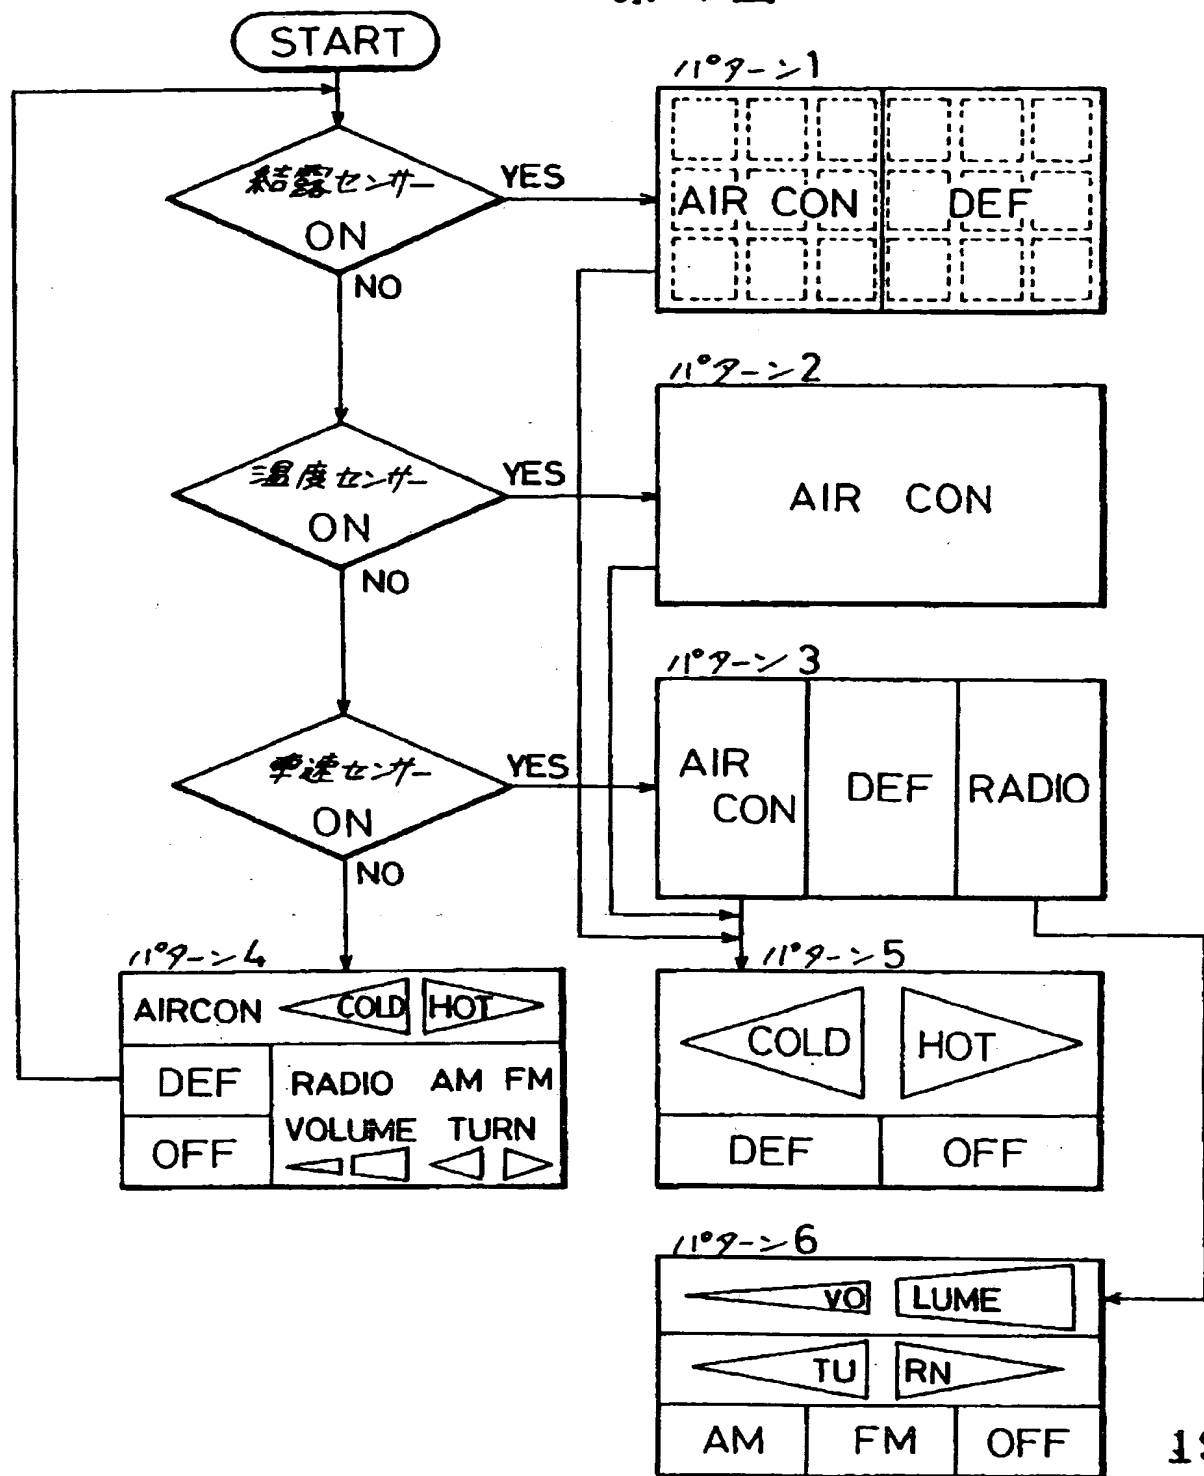 START
パターン1
結露センサー
ON
YES
NO
AIR CON
DEF
パターン2
温度センサー
ON
YES
NO
AIR CON
パターン3
車速センサー
ON
YES
NO
AIR
CON
DEF
RADIO
パターン4
AIRCON COLD HOT
DEF
RADIO AM FM
VOLUME TURN
OFF
パターン5
COLD HOT
DEF OFF
パターン6
VO LUME
TU RN
AM FM OFF